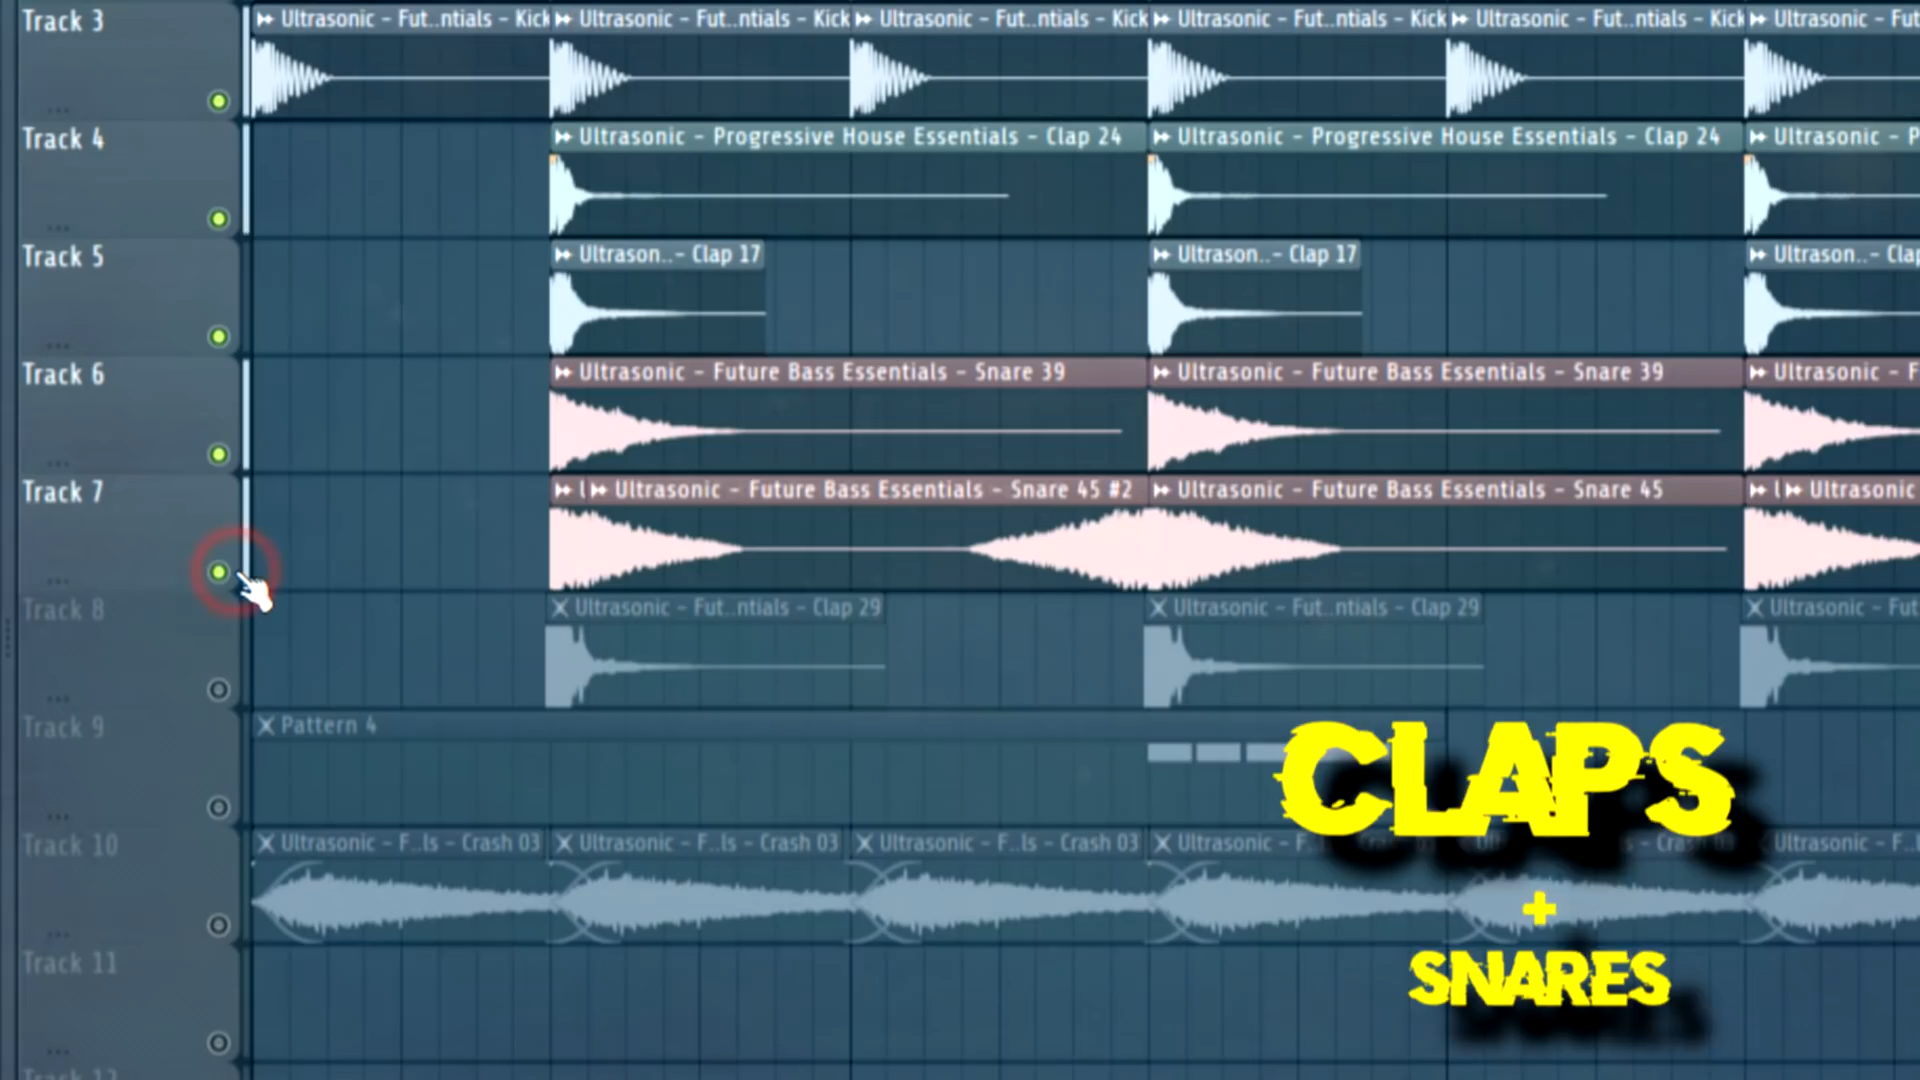 Track 3
Ultrasonic - Fut..ntials - Kick
Ultrasonic - Fut..ntials - Kick
Ultrasonic - Fut..ntials - Kick
Ultrasonic - Fut..ntials - Kick
Ultrasonic - Fut..ntials - Kick
Ultrasonic - Fut
Track 4
Ultrasonic - Progressive House Essentials - Clap 24
Ultrasonic - Progressive House Essentials - Clap 24
Ultrasonic - P
Track 5
Ultrason..- Clap 17
Ultrason..- Clap 17
Ultrason..- Clap
Track 6
Ultrasonic - Future Bass Essentials - Snare 39
Ultrasonic - Future Bass Essentials - Snare 39
Ultrasonic - F
Track 7
Ultrasonic - Future Bass Essentials - Snare 45 #2
Ultrasonic - Future Bass Essentials - Snare 45
Ultrasonic
Track 8
Ultrasonic - Fut..ntials - Clap 29
Ultrasonic - Fut..ntials - Clap 29
Ultrasonic - Fut
Track 9
Pattern 4
Track 10
Ultrasonic - F..ls - Crash 03
Ultrasonic - F..ls - Crash 03
Ultrasonic - F..ls - Crash 03
Ultrasonic - F
Ultrasonic - F..l
Track 11
Track 12
CLAPS
+
SNARES